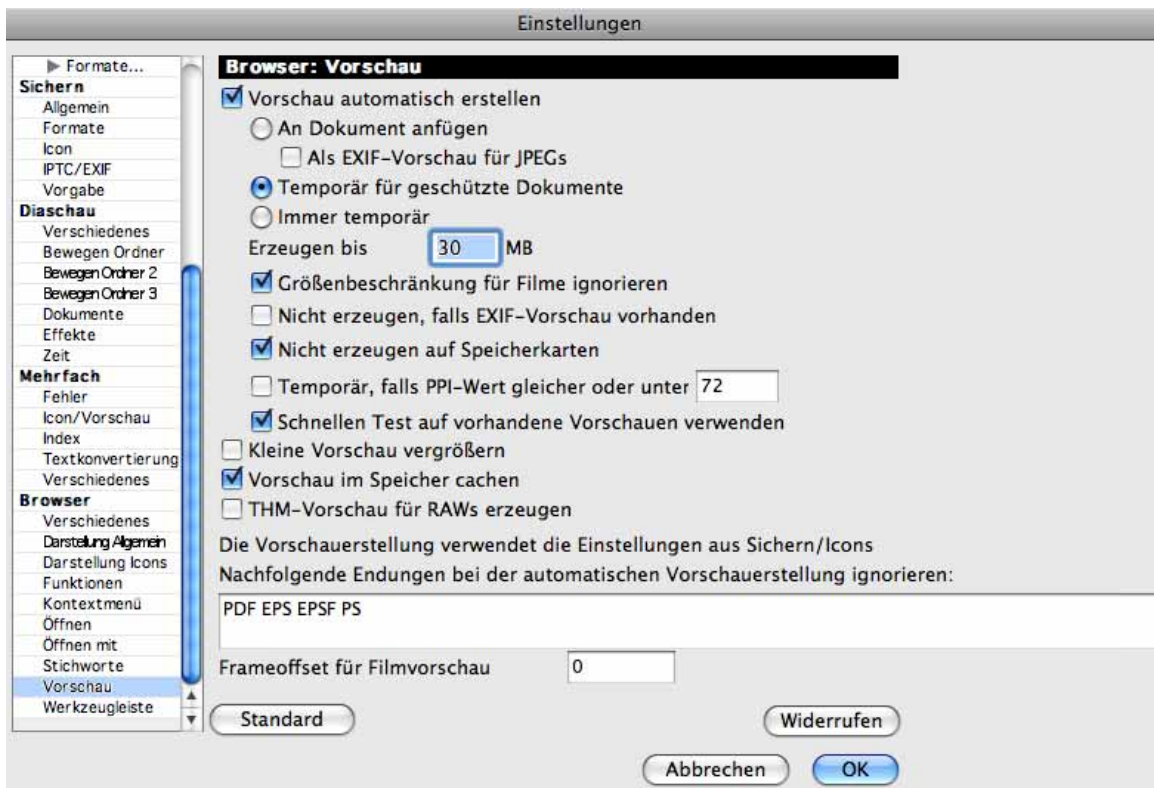 Einstellungen
▶ Formate...
Sichern
Allgemein
Formate
Icon
IPTC/EXIF
Vorgabe
Diaschau
Verschiedenes
Bewegen Ordner
Bewegen Ordner 2
Bewegen Ordner 3
Dokumente
Effekte
Zeit
Mehrfach
Fehler
Icon/Vorschau
Index
Textkonvertierung
Verschiedenes
Browser
Verschiedenes
Darstellung Algemein
Darstellung Icons
Funktionen
Kontextmenü
Öffnen
Öffnen mit
Stichworte
Vorschau
Werkzeugleiste
Browser: Vorschau
Vorschau automatisch erstellen
An Dokument anfügen
Als EXIF-Vorschau für JPEGs
Temporär für geschützte Dokumente
Immer temporär
Erzeugen bis 30 MB
Größenbeschränkung für Filme ignorieren
Nicht erzeugen, falls EXIF-Vorschau vorhanden
Nicht erzeugen auf Speicherkarten
Temporär, falls PPI-Wert gleicher oder unter 72
Schnellen Test auf vorhandene Vorschauen verwenden
Kleine Vorschau vergrößern
Vorschau im Speicher cachen
THM-Vorschau für RAWs erzeugen
Die Vorschauerstellung verwendet die Einstellungen aus Sichern/Icons
Nachfolgende Endungen bei der automatischen Vorschauerstellung ignorieren:
PDF EPS EPSF PS
Frameoffset für Filmvorschau 0
Standard
Widerrufen
Abbrechen
OK